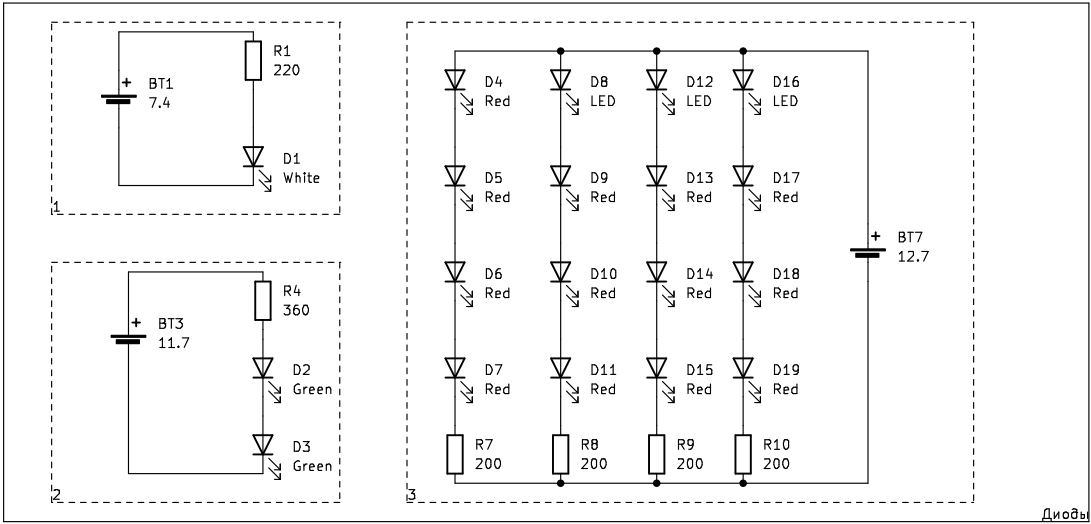 R1
220
+
BT1
7.4
D1
White
1
R4
360
+
BT3
11.7
D2
Green
D3
Green
2
D4
Red
D8
LED
D12
LED
D16
LED
D5
Red
D9
Red
D13
Red
D17
Red
+
BT7
12.7
D6
Red
D10
Red
D14
Red
D18
Red
D7
Red
D11
Red
D15
Red
D19
Red
R7
200
R8
200
R9
200
R10
200
3
Диоды